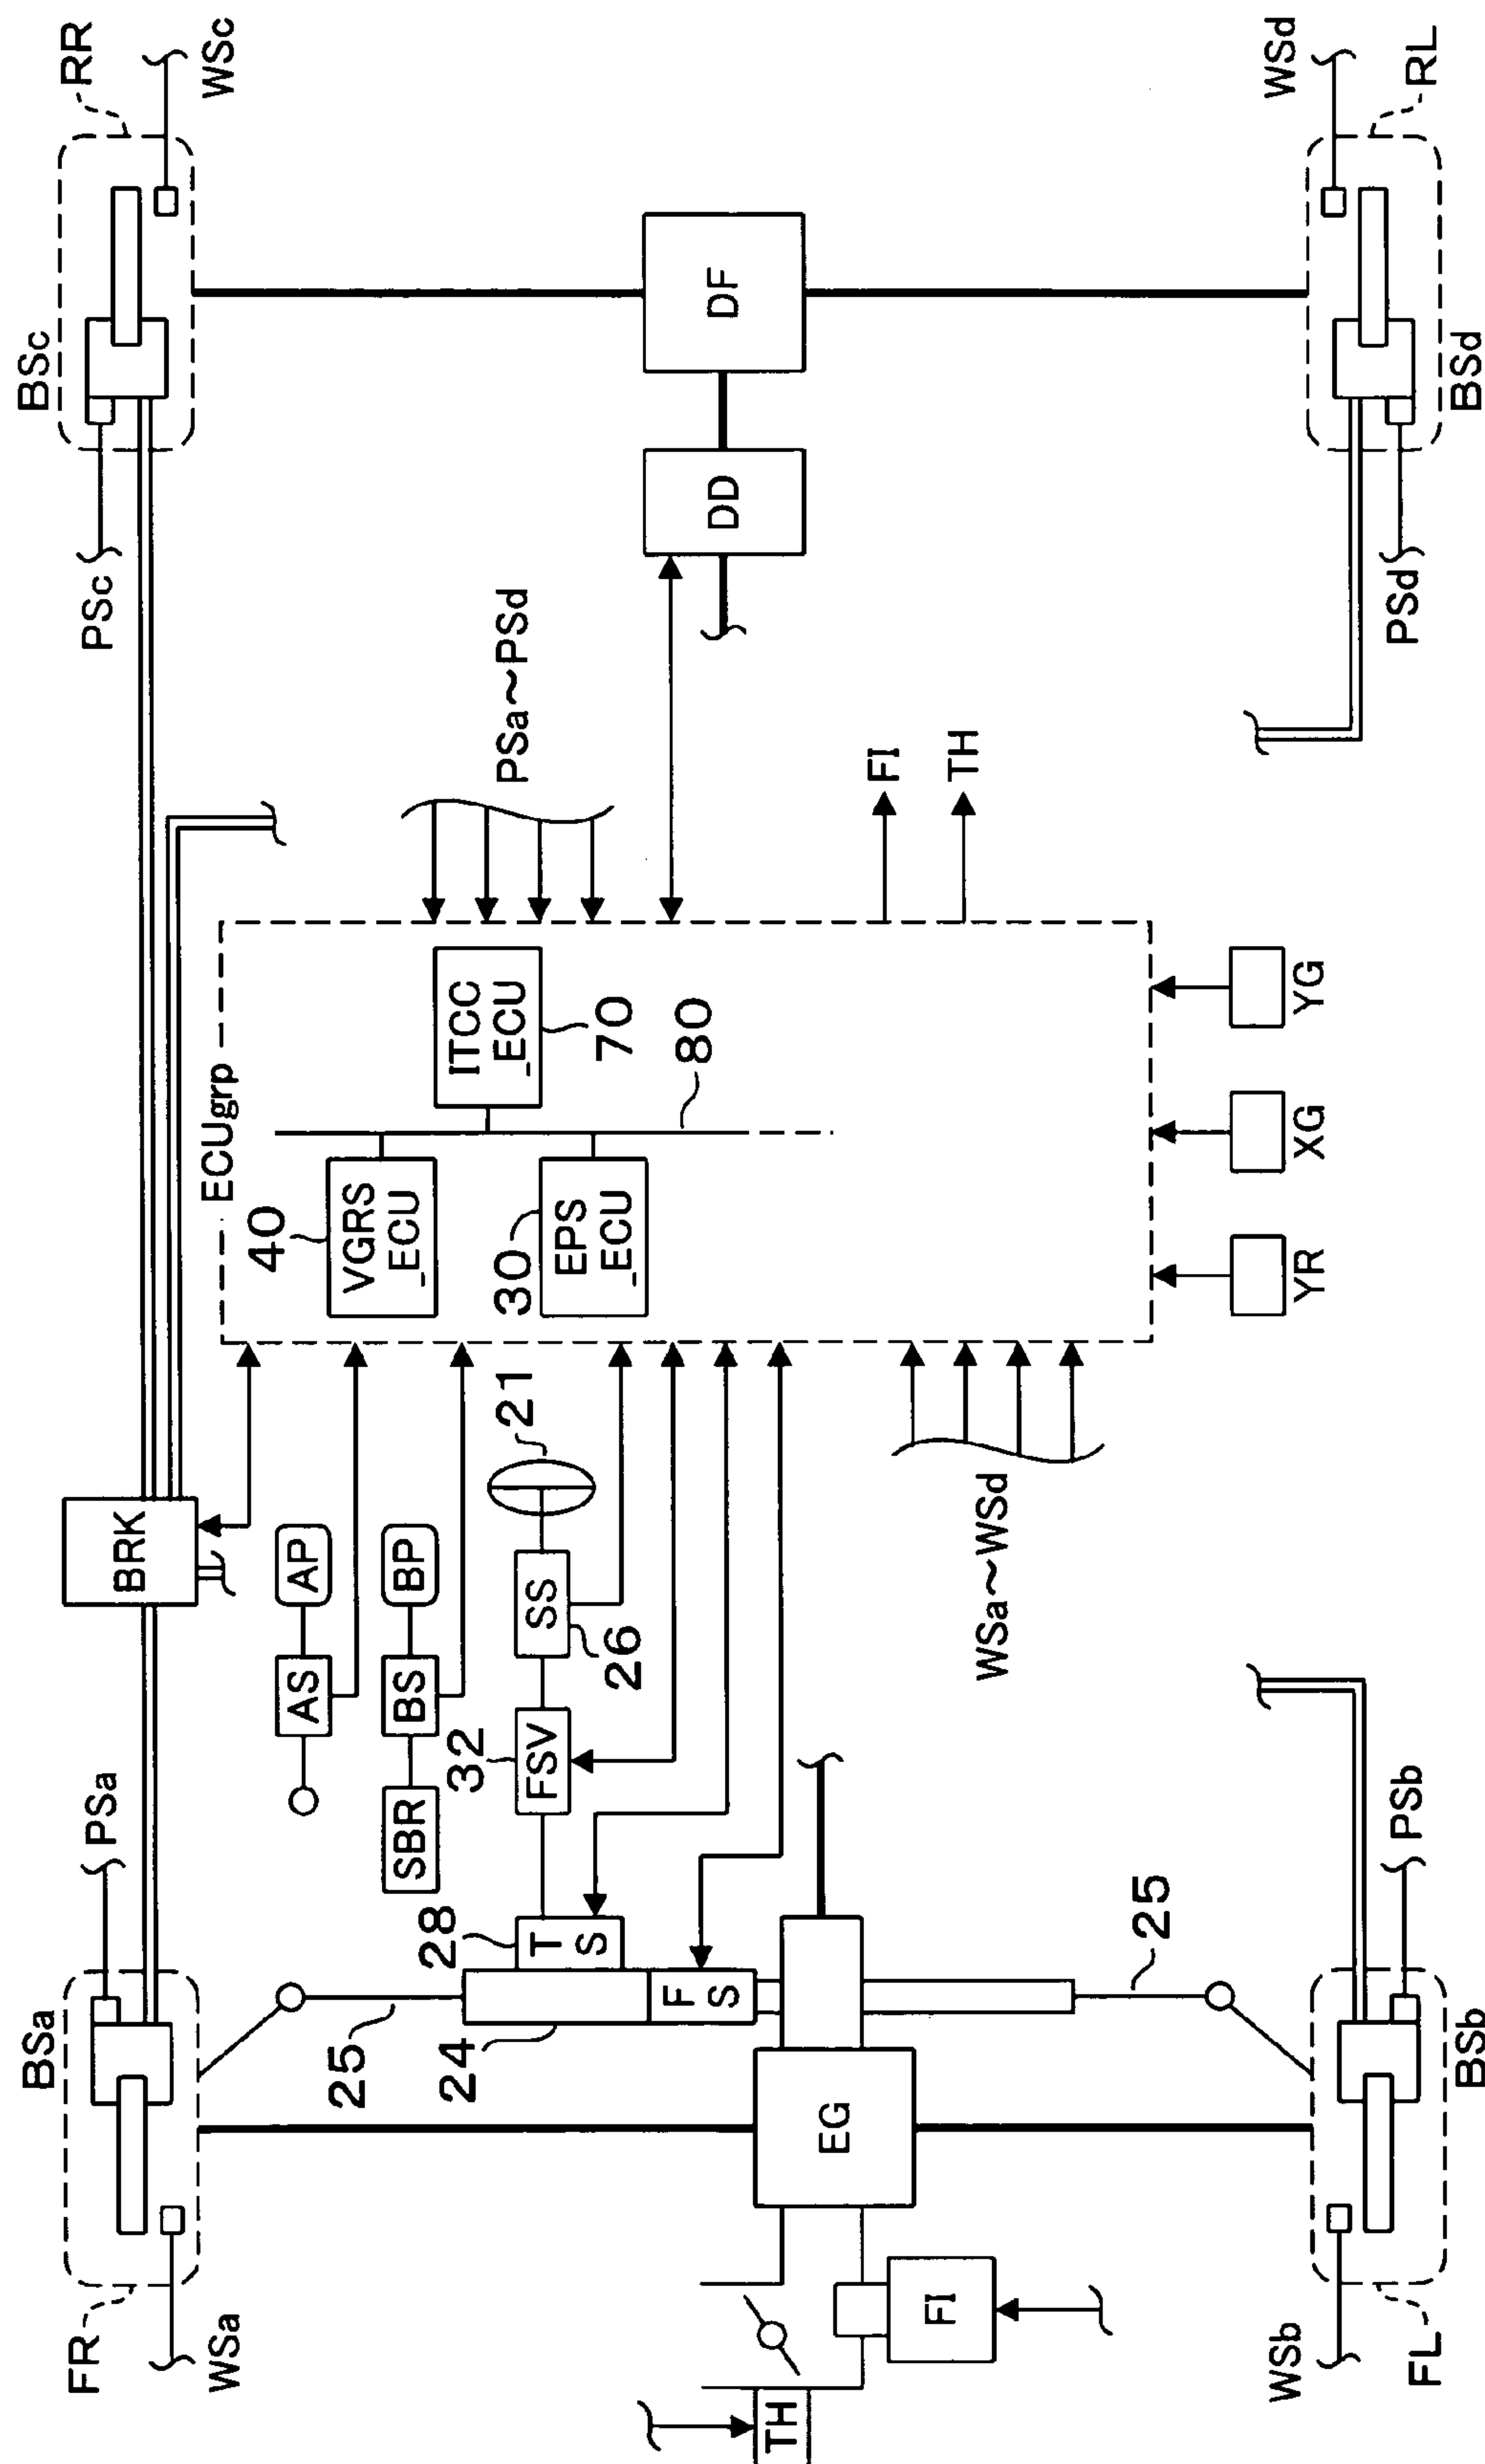 RR
WSc
BSc
PSc
DF
DD
WSd
RL
BSd
PSd
PSa~PSd
FI
TH
ECUgrp
ITCC
_ECU
70
80
40
VGRS
_ECU
30
EPS
_ECU
YG
XG
YR
WSa~WSd
BRK
AP
AS
BP
BS
SBR
21
SS
26
32
FSV
28
T
S
F
S
24
25
25
PSa
BSa
FR
WSa
EG
FI
TH
PSb
BSb
WSb
FL